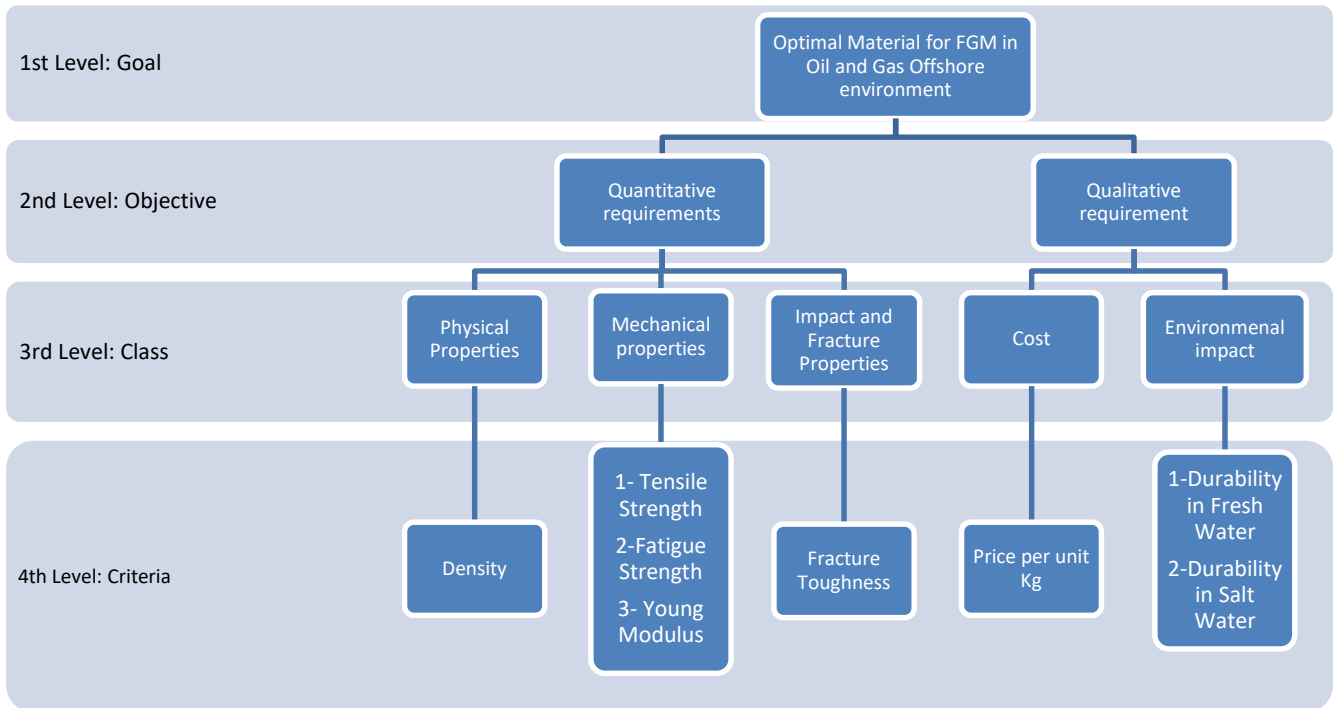 1st Level: Goal
Optimal Material for FGM in
Oil and Gas Offshore
environment
2nd Level: Objective
Quantitative
requirements
Qualitative
requirement
3rd Level: Class
Physical
Properties
Mechanical
properties
Impact and
Fracture
Properties
Cost
Environmenal
impact
4th Level: Criteria
Density
1- Tensile
Strength
2-Fatigue
Strength
3- Young
Modulus
Fracture
Toughness
Price per unit
Kg
1-Durability
in Fresh
Water
2-Durability
in Salt
Water